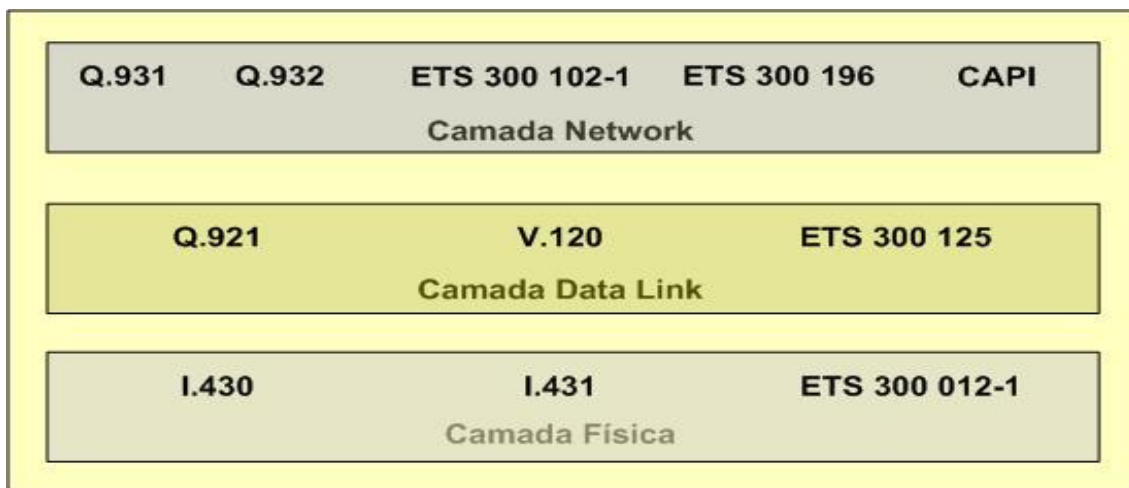 Q.931 Q.932 ETS 300 102-1 ETS 300 196 CAPI
Camada Network
Q.921 V.120 ETS 300 125
Camada Data Link
I.430 I.431 ETS 300 012-1
Camada Física